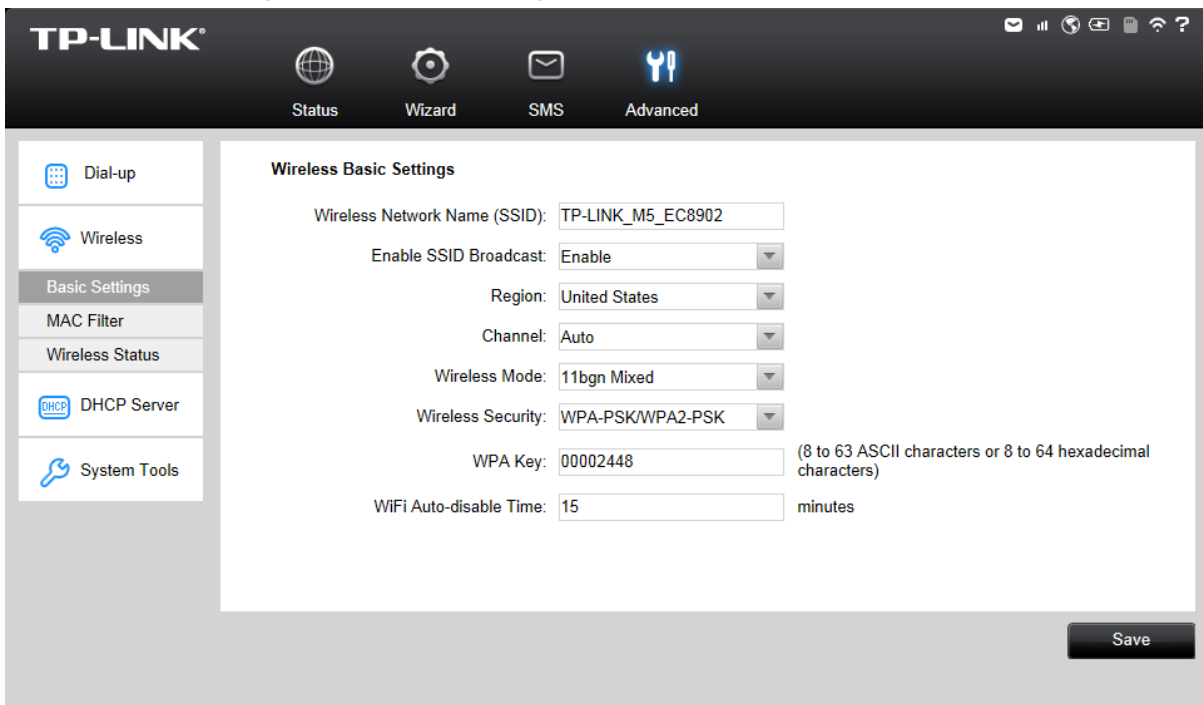 TP-LINK®
Status Wizard SMS Advanced
Dial-up
Wireless
Basic Settings
MAC Filter
Wireless Status
DHCP DHCP Server
System Tools
Wireless Basic Settings
Wireless Network Name (SSID): TP-LINK_M5_EC8902
Enable SSID Broadcast: Enable
Region: United States
Channel: Auto
Wireless Mode: 11bgn Mixed
Wireless Security: WPA-PSK/WPA2-PSK
WPA Key: 00002448 (8 to 63 ASCII characters or 8 to 64 hexadecimal
characters)
WiFi Auto-disable Time: 15 minutes
Save